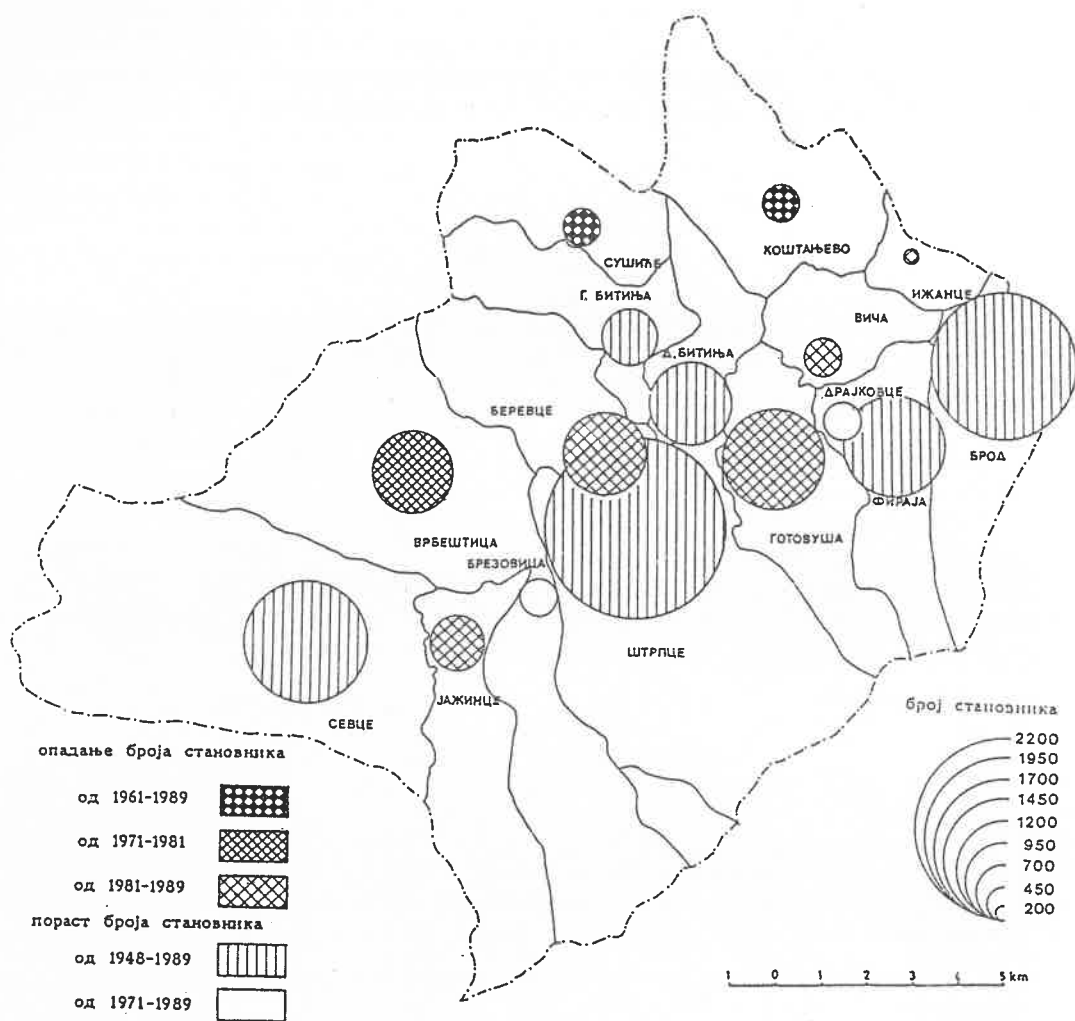 КОШТАЊЕВО
СУШИЋЕ
ИЖАНЦЕ
Г. БИТИЊА
ВИЧА
Д. БИТИЊА
ДРАЈКОВЦЕ
БЕРЕВЦЕ
БРОД
ФИРАЈА
ГОТОВУША
ВРБЕШТИЦА
БРЕЗОВИЦА
ШТРПЦЕ
ЈАЖИНЦЕ
СЕВЦЕ
опадање броја становника
од 1961-1989
од 1971-1981
од 1981-1989
пораст броја становника
од 1948-1989
од 1971-1989
број становника
2200
1950
1700
1450
1200
950
700
450
200
1 0 1 2 3 4 5 km